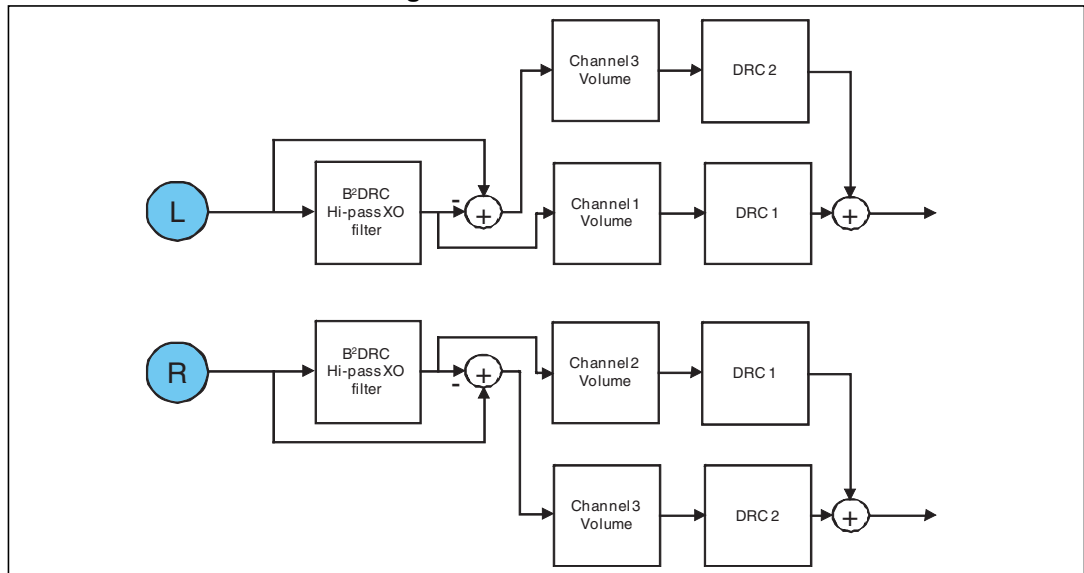 Channel 3
Volume
DRC 2
L
B²DRC
Hi-pass XO
filter
-
+
Channel 1
Volume
DRC 1
+
R
B²DRC
Hi-pass XO
filter
-
+
Channel 2
Volume
DRC 1
Channel 3
Volume
DRC 2
+